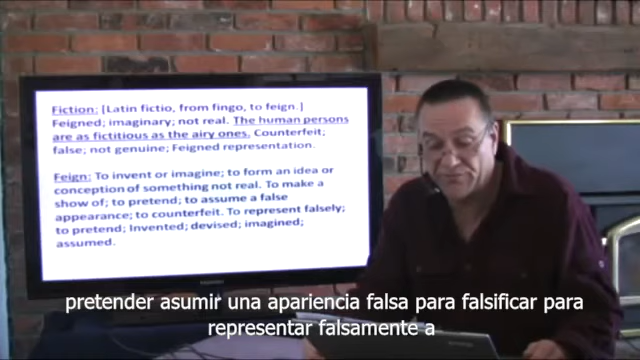 Fiction: [Latin fictio, from fingo, to feign.]
Feigned; imaginary; not real. The human persons
are as fictitious as the airy ones. Counterfeit;
false; not genuine; Feigned representation.
Feign: To invent or imagine; to form an idea or
conception of something not real. To make a
show of; to pretend; to assume a false
appearance; to counterfeit. To represent falsely;
to pretend; Invented; devised; imagined;
assumed.
pretender asumir una apariencia falsa para falsificar para
representar falsamente a